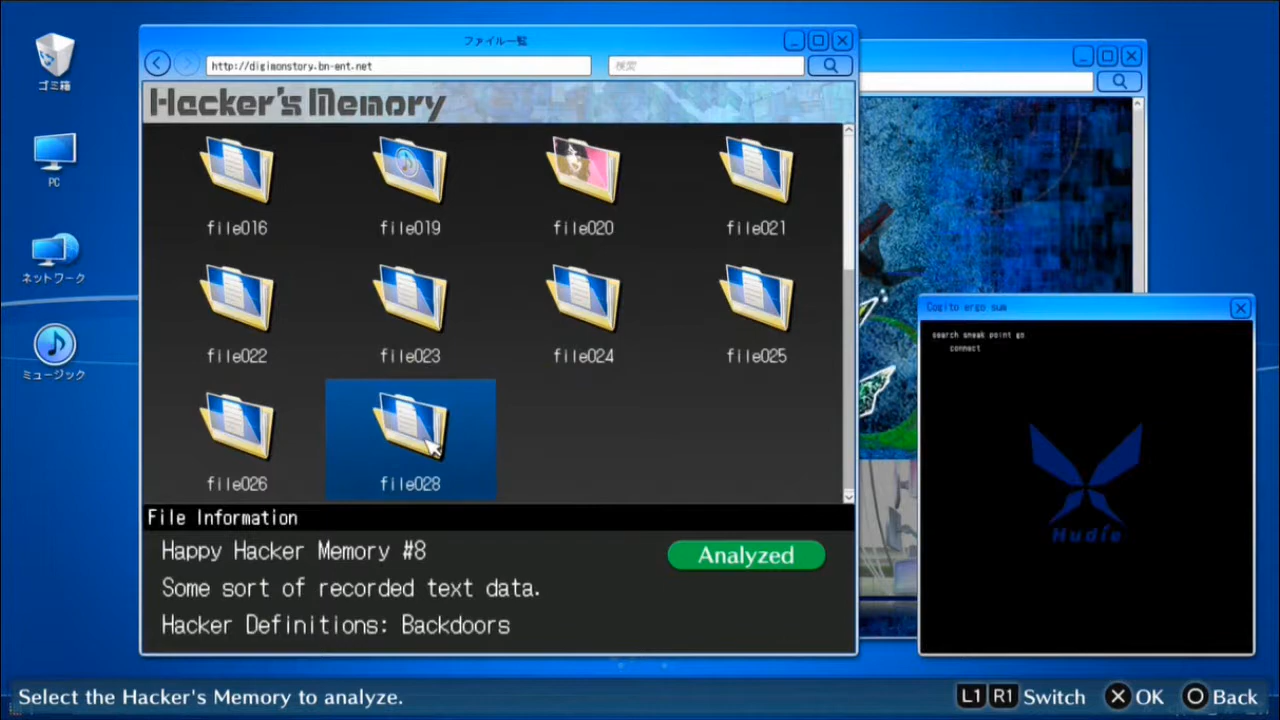 ゴミ箱
PC
ネットワーク
ミュージック
ファイル一覧
http://digimonstory.bn-ent.net
検索
Hacker's Memory
file016
file019
file020
file021
file022
file023
file024
file025
file026
file028
File Information
Happy Hacker Memory #8
Analyzed
Some sort of recorded text data.
Hacker Definitions: Backdoors
Cogito ergo sum
search sneak point go
connect
Hudie
Select the Hacker's Memory to analyze.
L1 R1 Switch X OK O Back